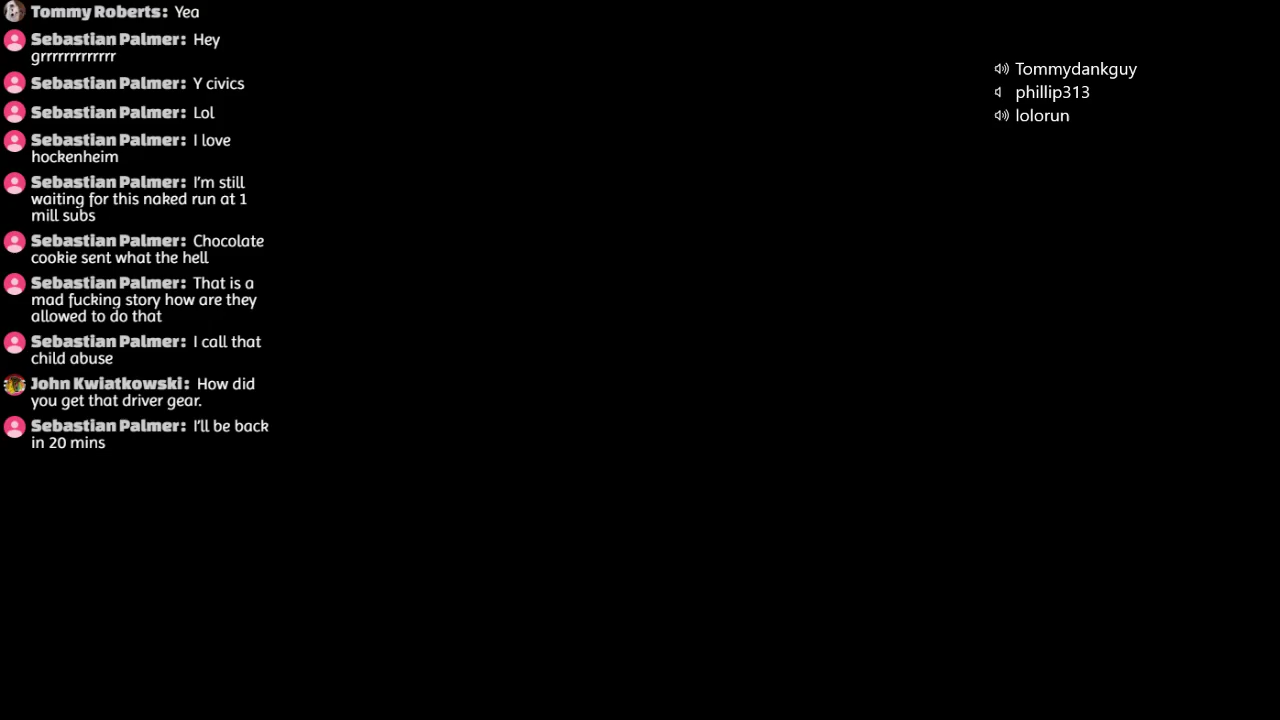 Tommy Roberts: Yea
Sebastian Palmer: Hey
grrrrrrrrrrrrr
Sebastian Palmer: Y civics
Sebastian Palmer: Lol
Sebastian Palmer: I love
hockenheim
Sebastian Palmer: I'm still
waiting for this naked run at 1
mill subs
Sebastian Palmer: Chocolate
cookie sent what the hell
Sebastian Palmer: That is a
mad fucking story how are they
allowed to do that
Sebastian Palmer: I call that
child abuse
John Kwiatkowski: How did
you get that driver gear.
Sebastian Palmer: I'll be back
in 20 mins
Tommydankguy
phillip313
lolorun